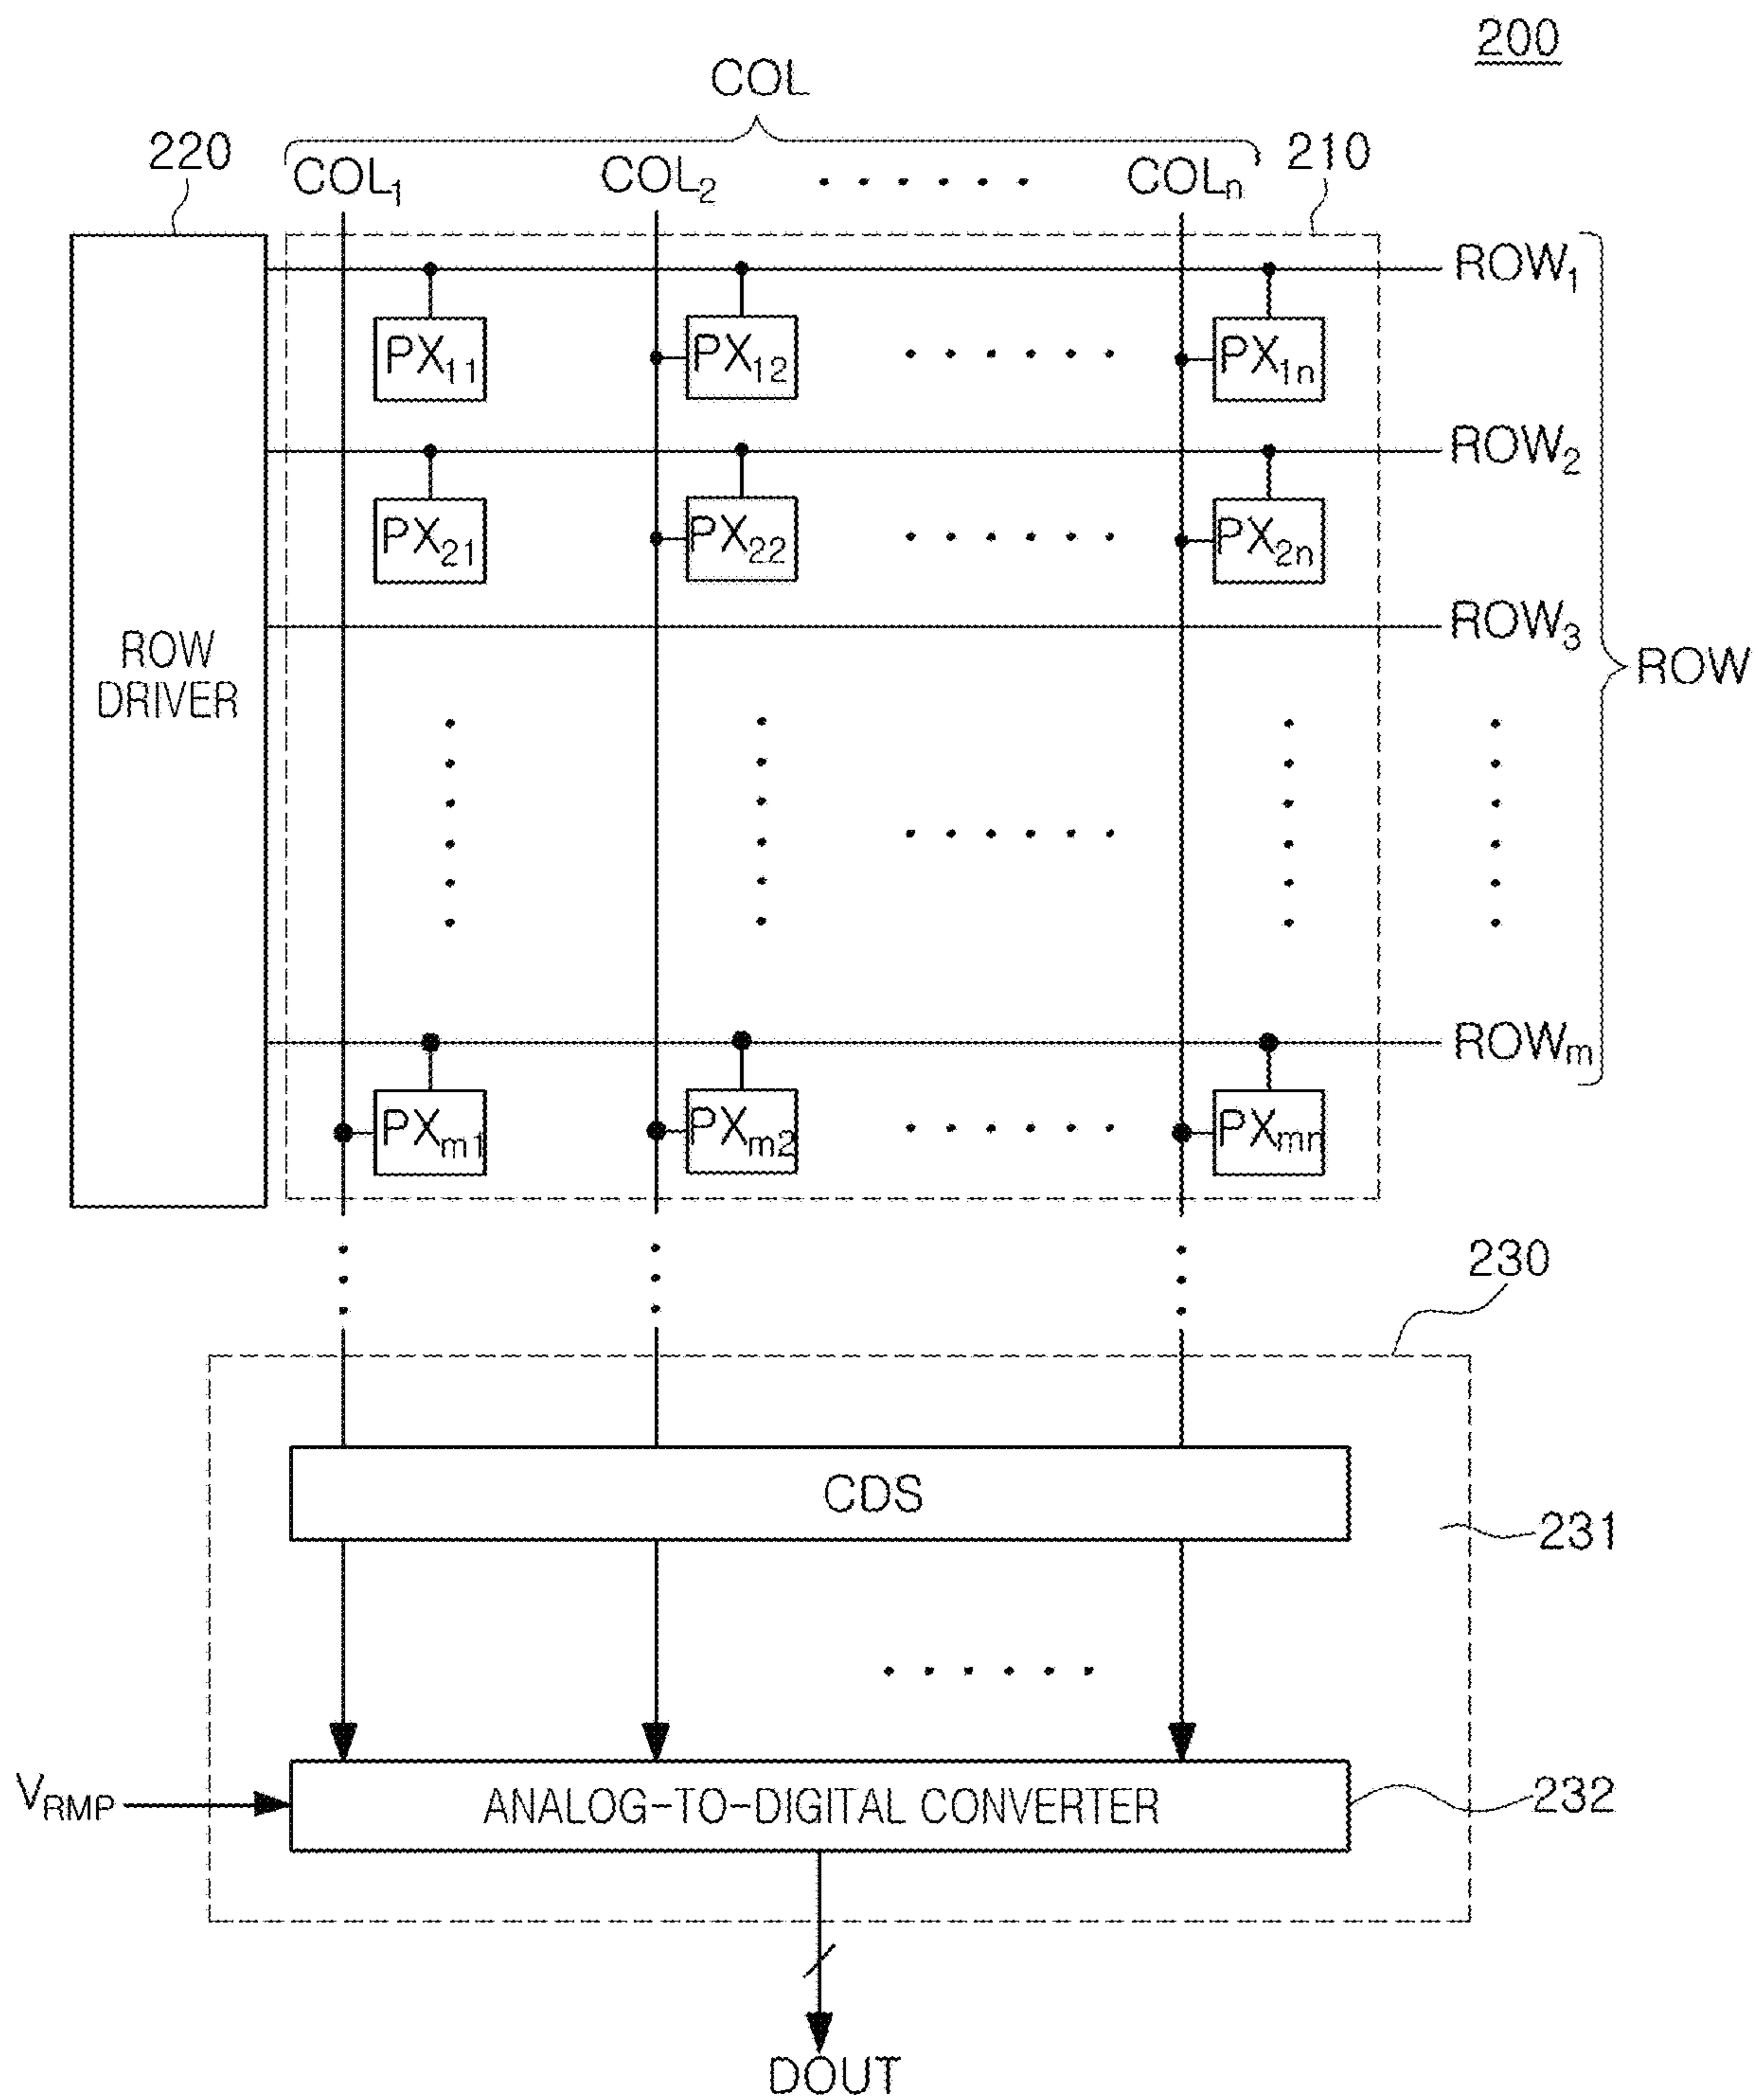 200
COL
220
COL₁ COL₂ ...... COLₙ
210
ROW₁
PX₁₁ PX₁₂ ...... PX₁ₙ
ROW₂
PX₂₁ PX₂₂ ...... PX₂ₙ
ROW₃
ROW
DRIVER
ROW
ROWₘ
PXₘ₁ PXₘ₂ ...... PXₘₙ
230
CDS
231
V_RMP
ANALOG-TO-DIGITAL CONVERTER
232
DOUT